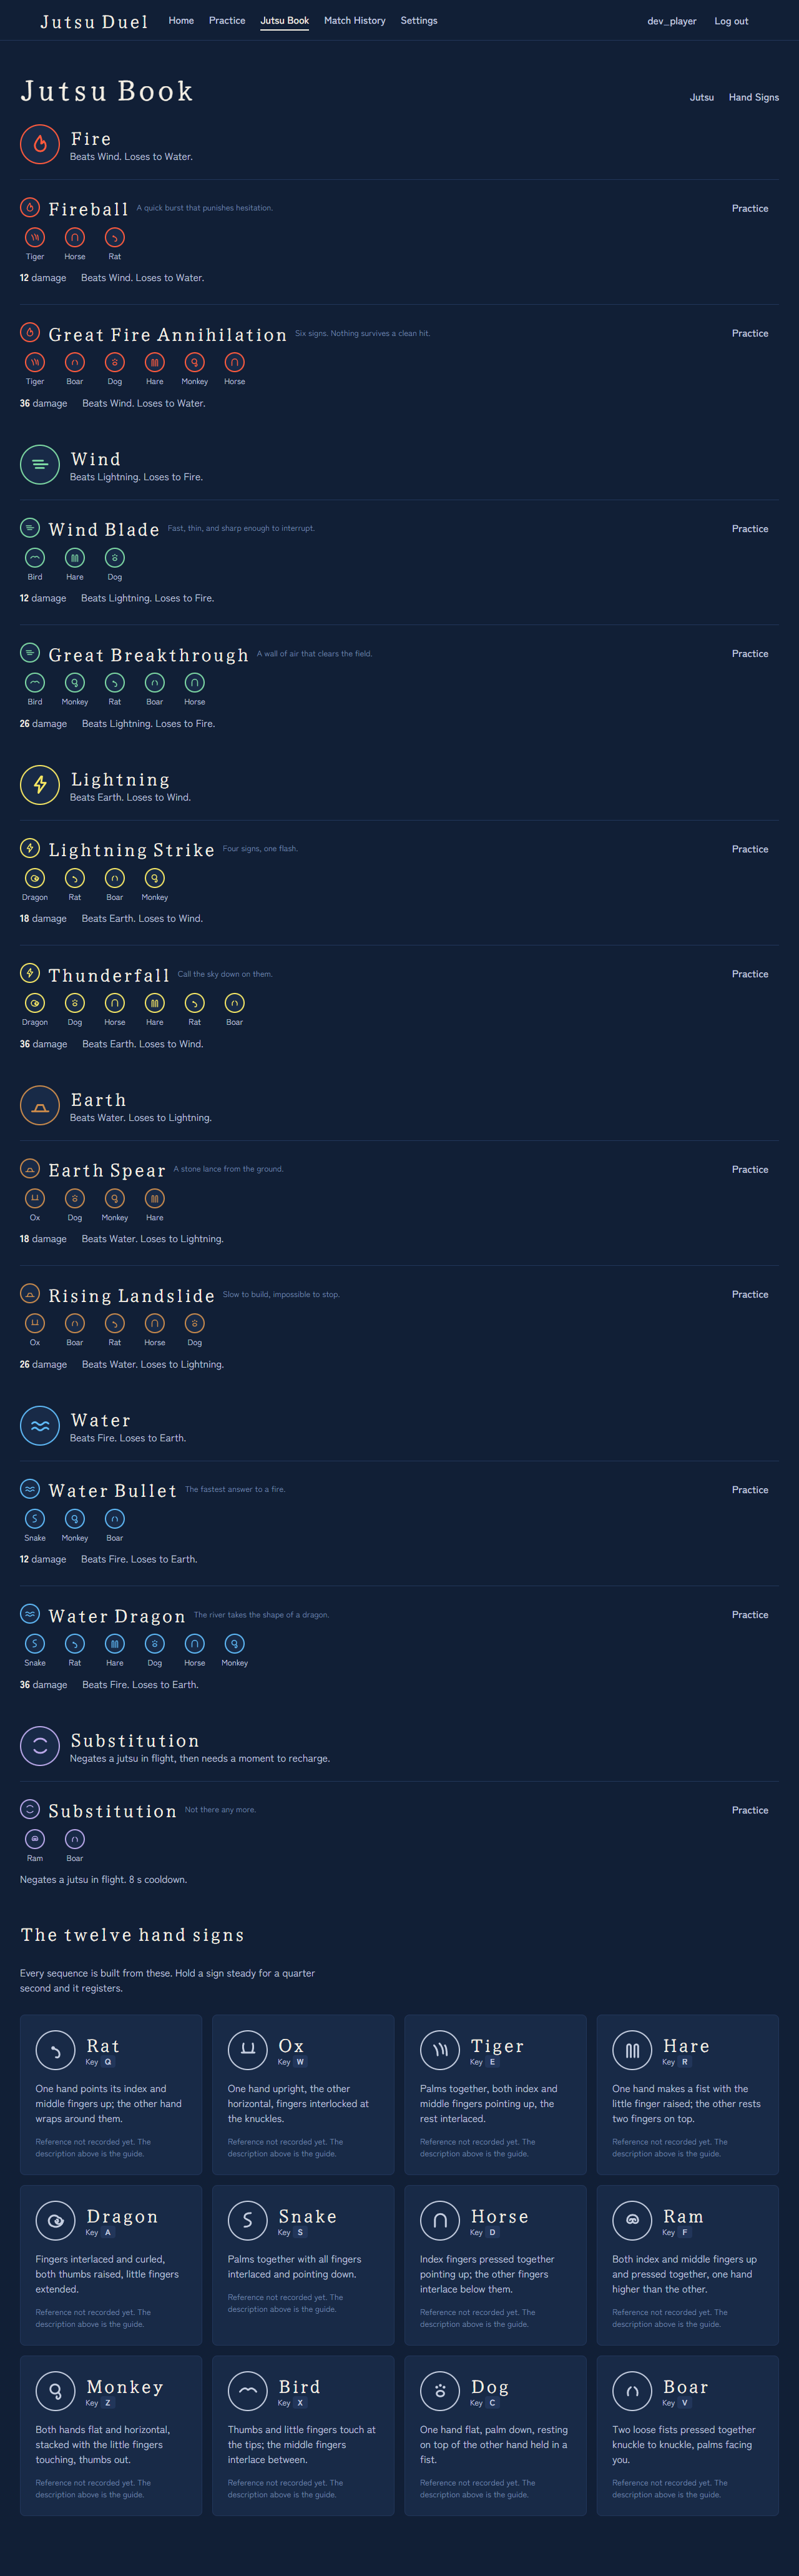 Jutsu Duel Home Practice Jutsu Book Match History Settings dev_player Log out
Jutsu Book
Jutsu Hand Signs
Fire
Beats Wind. Loses to Water.
Fireball A quick burst that punishes hesitation. Practice
Tiger Horse Rat
12 damage Beats Wind. Loses to Water.
Great Fire Annihilation Six signs. Nothing survives a clean hit. Practice
Tiger Boar Dog Hare Monkey Horse
36 damage Beats Wind. Loses to Water.
Wind
Beats Lightning. Loses to Fire.
Wind Blade Fast, thin, and sharp enough to interrupt. Practice
Bird Hare Dog
12 damage Beats Lightning. Loses to Fire.
Great Breakthrough A wall of air that clears the field. Practice
Bird Monkey Rat Boar Horse
26 damage Beats Lightning. Loses to Fire.
Lightning
Beats Earth. Loses to Wind.
Lightning Strike Four signs, one flash. Practice
Dragon Rat Boar Monkey
18 damage Beats Earth. Loses to Wind.
Thunderfall Call the sky down on them. Practice
Dragon Dog Horse Hare Rat Boar
36 damage Beats Earth. Loses to Wind.
Earth
Beats Water. Loses to Lightning.
Earth Spear A stone lance from the ground. Practice
Ox Dog Monkey Hare
18 damage Beats Water. Loses to Lightning.
Rising Landslide Slow to build, impossible to stop. Practice
Ox Boar Rat Horse Dog
26 damage Beats Water. Loses to Lightning.
Water
Beats Fire. Loses to Earth.
Water Bullet The fastest answer to a fire. Practice
Snake Monkey Boar
12 damage Beats Fire. Loses to Earth.
Water Dragon The river takes the shape of a dragon. Practice
Snake Rat Hare Dog Horse Monkey
36 damage Beats Fire. Loses to Earth.
Substitution
Negates a jutsu in flight, then needs a moment to recharge.
Substitution Not there any more. Practice
Ram Boar
Negates a jutsu in flight. 8 s cooldown.
The twelve hand signs
Every sequence is built from these. Hold a sign steady for a quarter
second and it registers.
Rat
Key Q
One hand points its index and
middle fingers up; the other hand
wraps around them.
Reference not recorded yet. The
description above is the guide.
Ox
Key W
One hand upright, the other
horizontal, fingers interlocked at
the knuckles.
Reference not recorded yet. The
description above is the guide.
Tiger
Key E
Palms together, both index and
middle fingers pointing up, the
rest interlaced.
Reference not recorded yet. The
description above is the guide.
Hare
Key R
One hand makes a fist with the
little finger raised; the other rests
two fingers on top.
Reference not recorded yet. The
description above is the guide.
Dragon
Key A
Fingers interlaced and curled,
both thumbs raised, little fingers
extended.
Reference not recorded yet. The
description above is the guide.
Snake
Key S
Palms together with all fingers
interlaced and pointing down.
Reference not recorded yet. The
description above is the guide.
Horse
Key D
Index fingers pressed together
pointing up; the other fingers
interlace below them.
Reference not recorded yet. The
description above is the guide.
Ram
Key F
Both index and middle fingers up
and pressed together, one hand
higher than the other.
Reference not recorded yet. The
description above is the guide.
Monkey
Key Z
Both hands flat and horizontal,
stacked with the little fingers
touching, thumbs out.
Reference not recorded yet. The
description above is the guide.
Bird
Key X
Thumbs and little fingers touch at
the tips; the middle fingers
interlace between.
Reference not recorded yet. The
description above is the guide.
Dog
Key C
One hand flat, palm down, resting
on top of the other hand held in a
fist.
Reference not recorded yet. The
description above is the guide.
Boar
Key V
Two loose fists pressed together
knuckle to knuckle, palms facing
you.
Reference not recorded yet. The
description above is the guide.